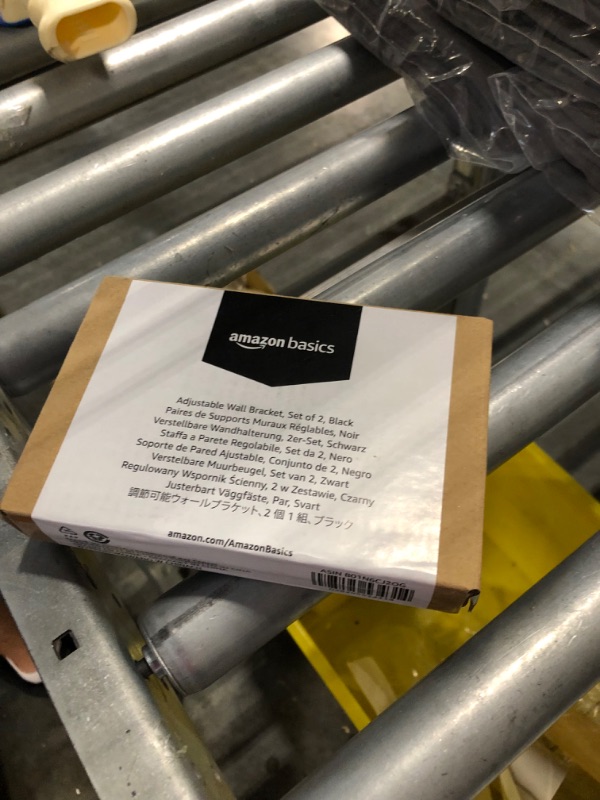 amazon basics
Adjustable Wall Bracket, Set of 2, Black
Paires de Supports Muraux Réglables, Noir
Verstellbare Wandhalterung, 2er-Set, Schwarz
Staffa a Parete Regolabile, Set da 2, Nero
Soporte de Pared Ajustable, Conjunto de 2, Negro
Verstelbare Muurbeugel, Set van 2, Zwart
Regulowany Wspornik Ścienny, 2 w Zestawie, Czarny
Justerbart Väggfäste, Par, Svart
調節可能ウォールブラケット、2 個 1 組、ブラック
amazon.com/AmazonBasics
ASIN